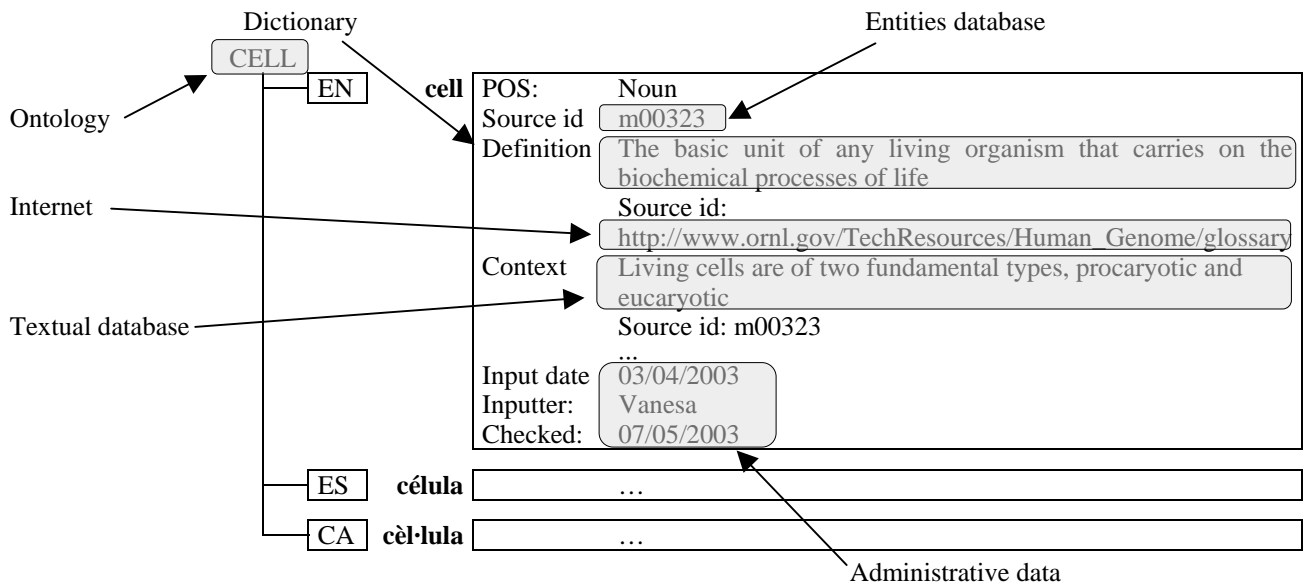 Dictionary
Entities database
CELL
EN cell POS: Noun
Ontology
Source id m00323
Definition The basic unit of any living organism that carries on the
biochemical processes of life
Internet
Source id:
http://www.ornl.gov/TechResources/Human_Genome/glossary
Context Living cells are of two fundamental types, procaryotic and
eucaryotic
Textual database
Source id: m00323
...
Input date 03/04/2003
Inputter: Vanesa
Checked: 07/05/2003
ES célula …
CA cèl·lula …
Administrative data